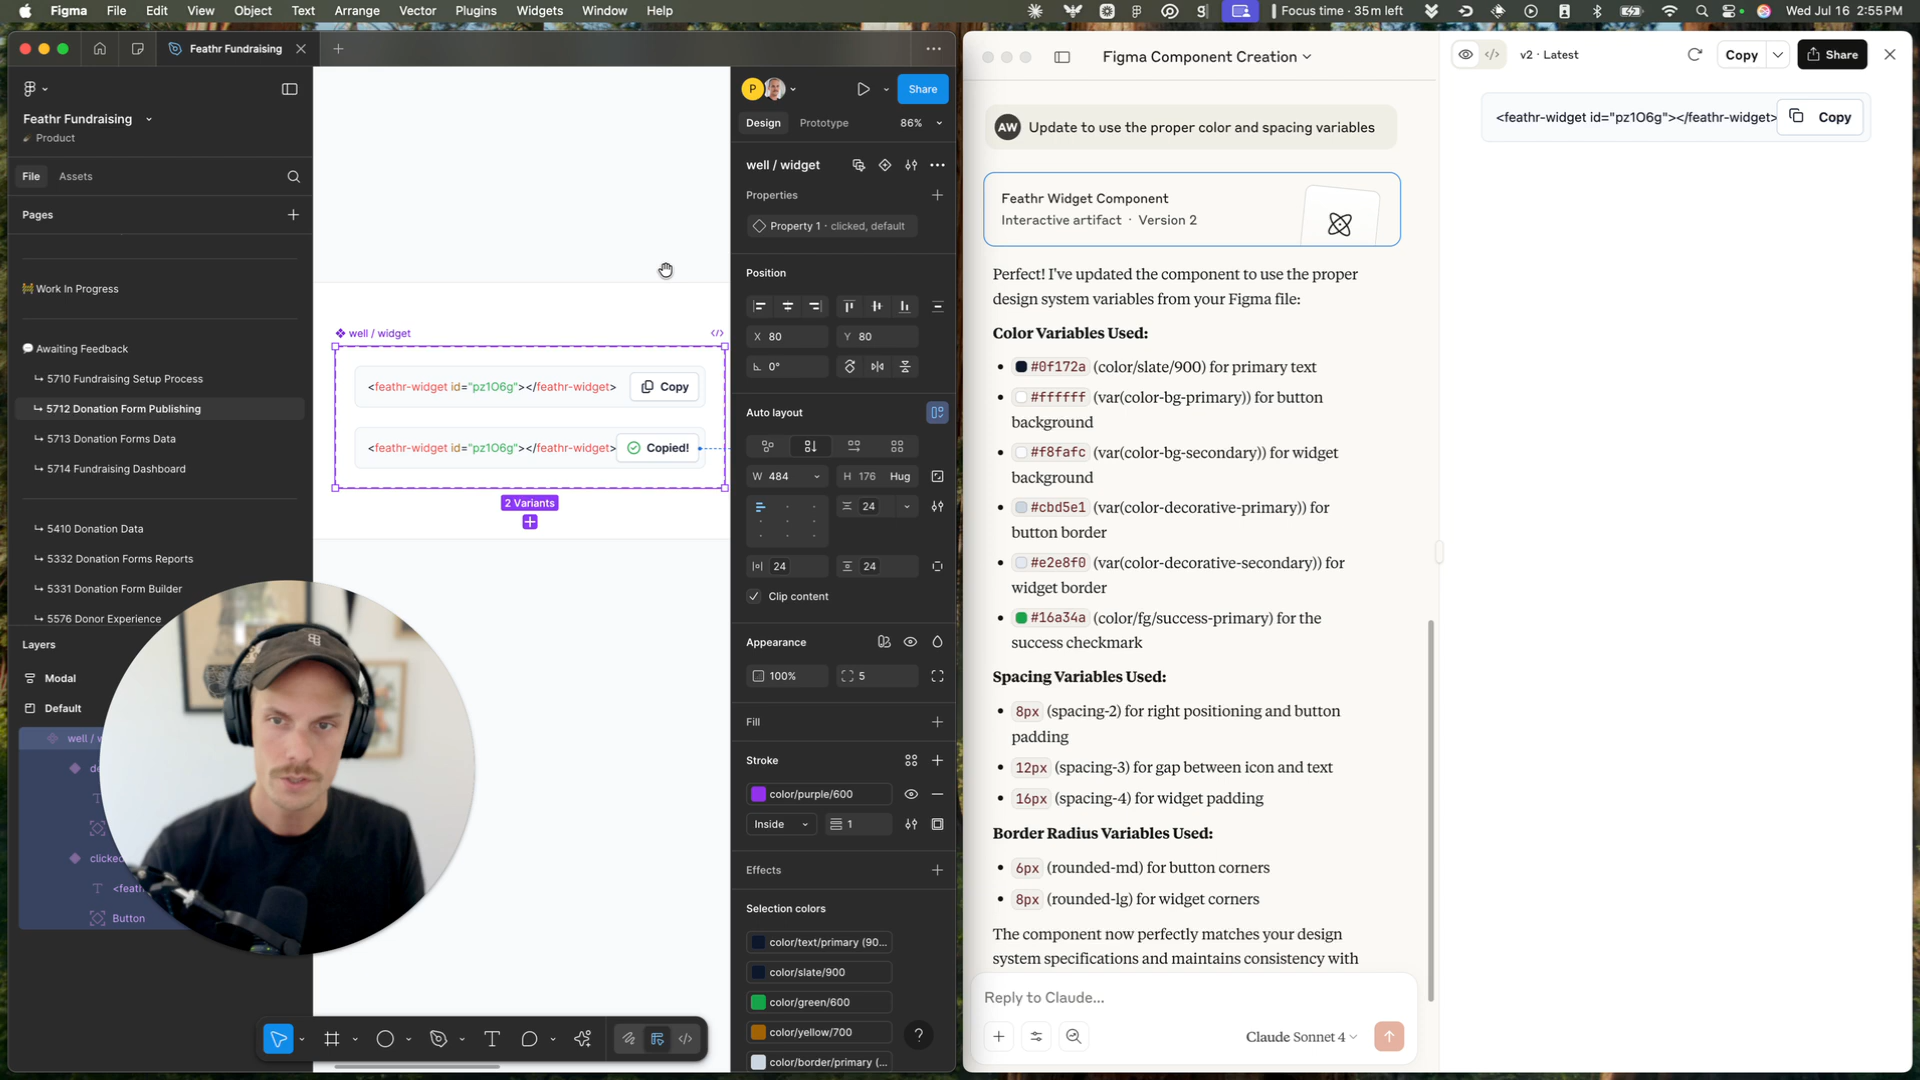 Figma File Edit View Object Text Arrange Vector Plugins Widgets Window Help
Focus time · 35m left
Wed Jul 16 2:55PM
Feathr Fundraising
Feathr Fundraising
Product
File Assets
Pages
Work In Progress
Awaiting Feedback
↳ 5710 Fundraising Setup Process
↳ 5712 Donation Form Publishing
↳ 5713 Donation Forms Data
↳ 5714 Fundraising Dashboard
↳ 5410 Donation Data
↳ 5332 Donation Forms Reports
↳ 5331 Donation Form Builder
↳ 5576 Donor Experience
Layers
Modal
Default
well / w
de
T
clicked
T <feath
Button
well / widget
<feathr-widget id="pz1O6g"></feathr-widget> Copy
<feathr-widget id="pz1O6g"></feathr-widget> Copied!
2 Variants
P
Share
Design Prototype 86%
well / widget
Properties
Property 1 · clicked, default
Position
X 80 Y 80
0°
Auto layout
W 484 H 176 Hug
24
24 24
Clip content
Appearance
100% 5
Fill
Stroke
color/purple/600
Inside 1
Effects
Selection colors
color/text/primary (90...
color/slate/900
color/green/600
color/yellow/700
color/border/primary (...
?
Figma Component Creation
AW Update to use the proper color and spacing variables
Feathr Widget Component
Interactive artifact · Version 2
Perfect! I've updated the component to use the proper
design system variables from your Figma file:
Color Variables Used:
• #0f172a (color/slate/900) for primary text
• #ffffff (var(color-bg-primary)) for button
background
• #f8fafc (var(color-bg-secondary)) for widget
background
• #cbd5e1 (var(color-decorative-primary)) for
button border
• #e2e8f0 (var(color-decorative-secondary)) for
widget border
• #16a34a (color/fg/success-primary) for the
success checkmark
Spacing Variables Used:
• 8px (spacing-2) for right positioning and button
padding
• 12px (spacing-3) for gap between icon and text
• 16px (spacing-4) for widget padding
Border Radius Variables Used:
• 6px (rounded-md) for button corners
• 8px (rounded-lg) for widget corners
The component now perfectly matches your design
system specifications and maintains consistency with
Reply to Claude...
Claude Sonnet 4
v2 · Latest
Copy
Share
<feathr-widget id="pz1O6g"></feathr-widget> Copy